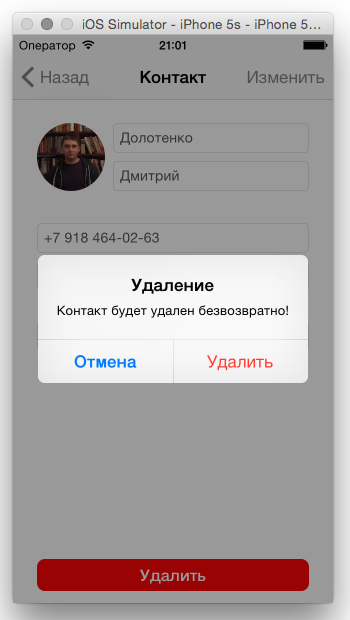 iOS Simulator - iPhone 5s - iPhone 5...
Оператор 21:01
Назад Контакт Изменить
Долотенко
Дмитрий
+7 918 464-02-63
Удаление
Контакт будет удален безвозвратно!
Отмена Удалить
Удалить